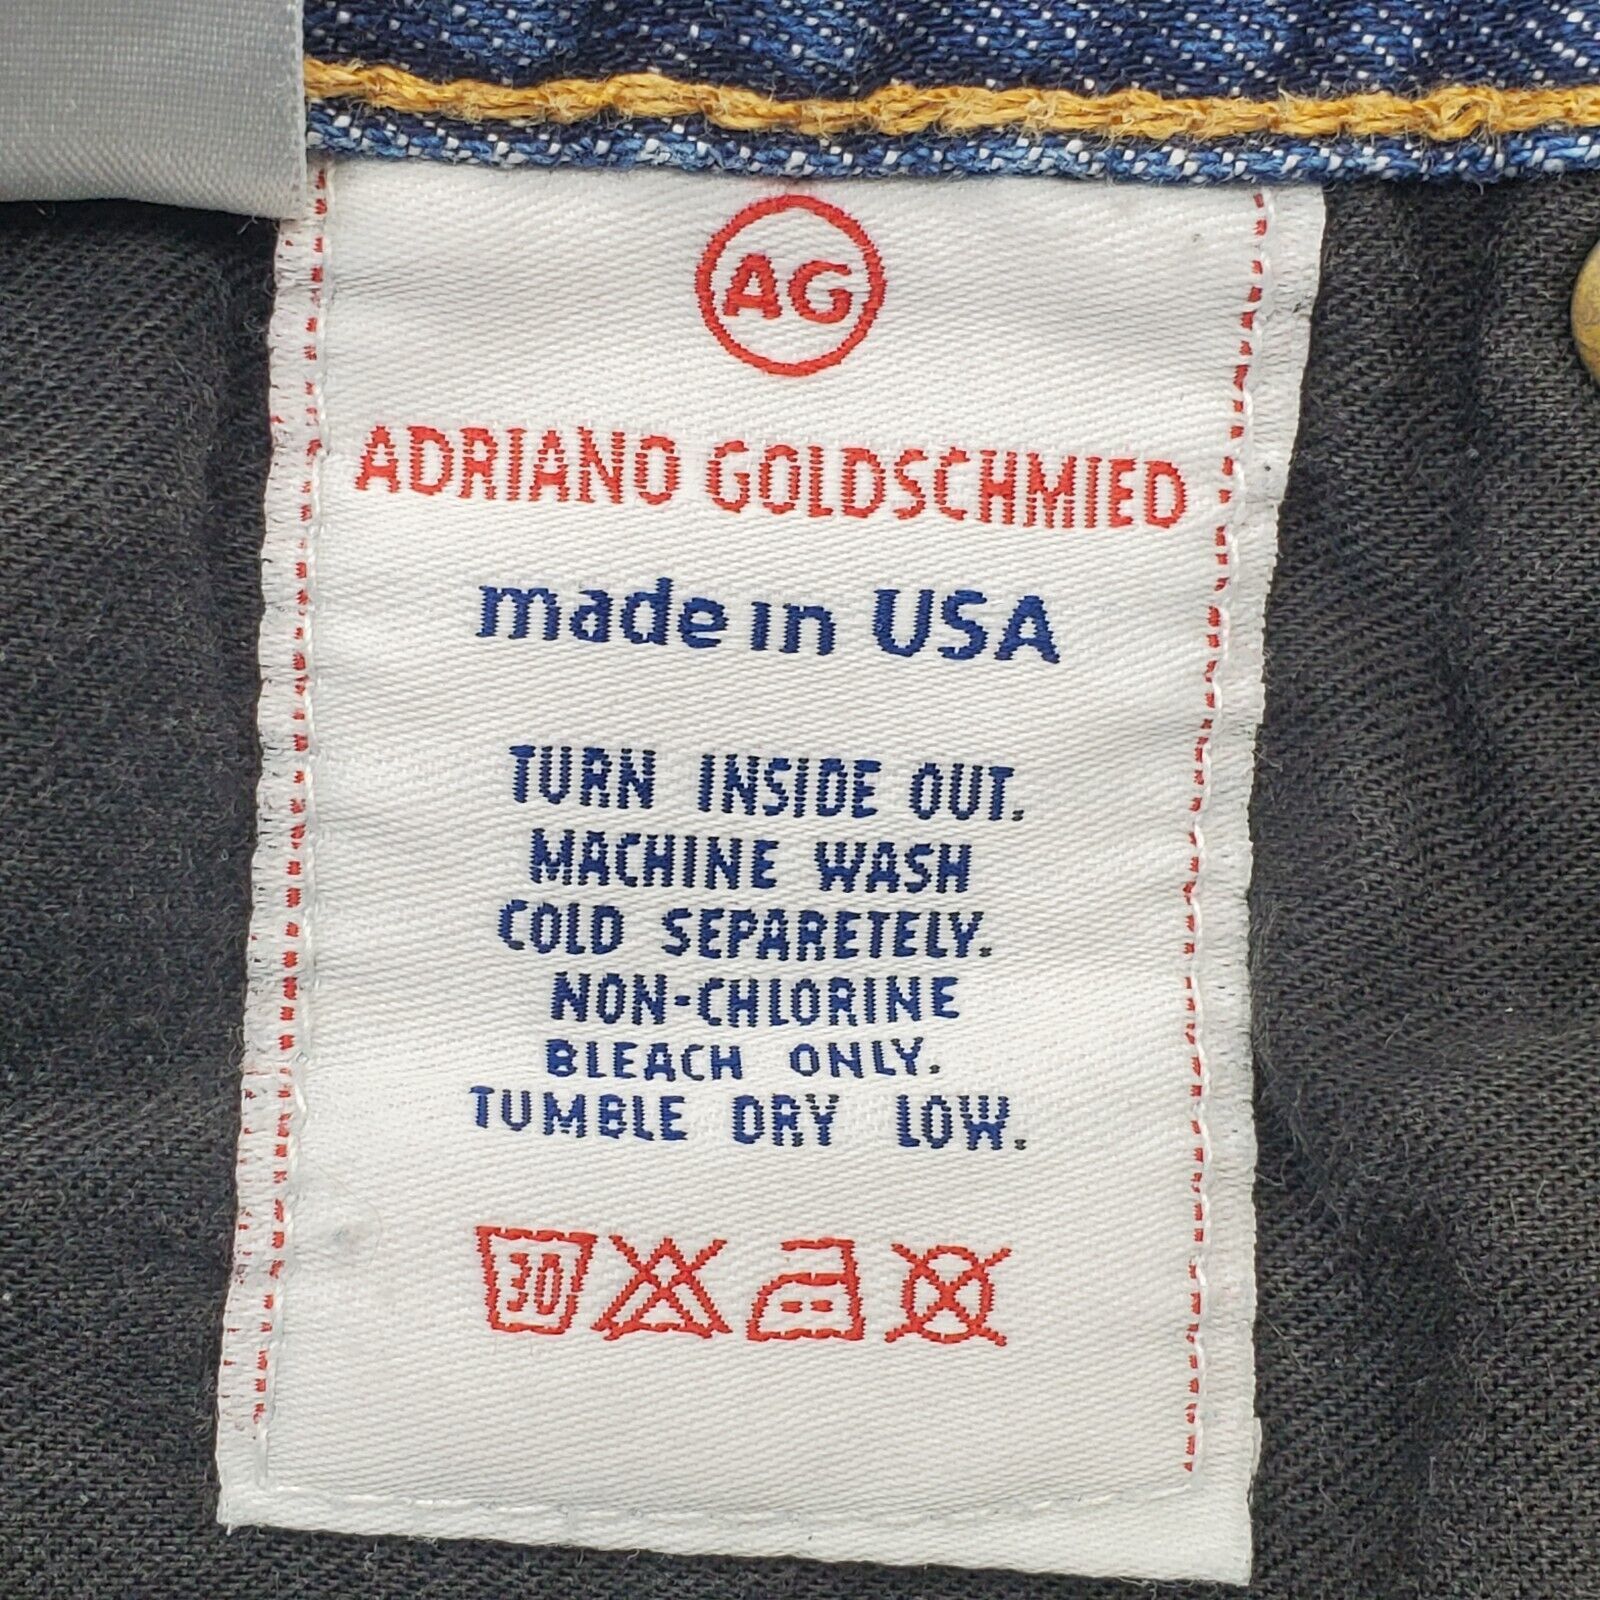 AG
ADRIANO GOLDSCHMIED
made in USA
TURN INSIDE OUT.
MACHINE WASH
COLD SEPARETELY.
NON-CHLORINE
BLEACH ONLY.
TUMBLE DRY LOW.
30